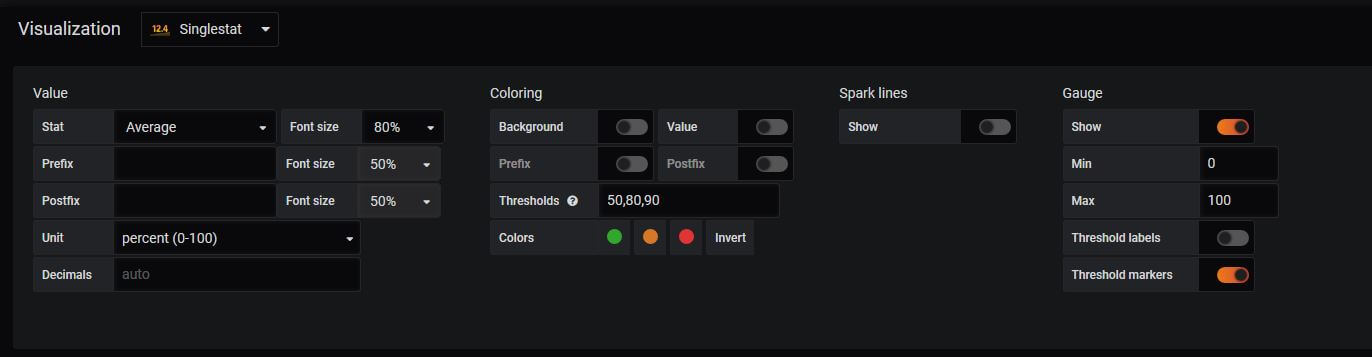 Visualization 12.4 Singlestat
Value
Stat Average Font size 80%
Prefix Font size 50%
Postfix Font size 50%
Unit percent (0-100)
Decimals auto
Coloring
Background Value
Prefix Postfix
Thresholds ? 50,80,90
Colors Invert
Spark lines
Show
Gauge
Show
Min 0
Max 100
Threshold labels
Threshold markers